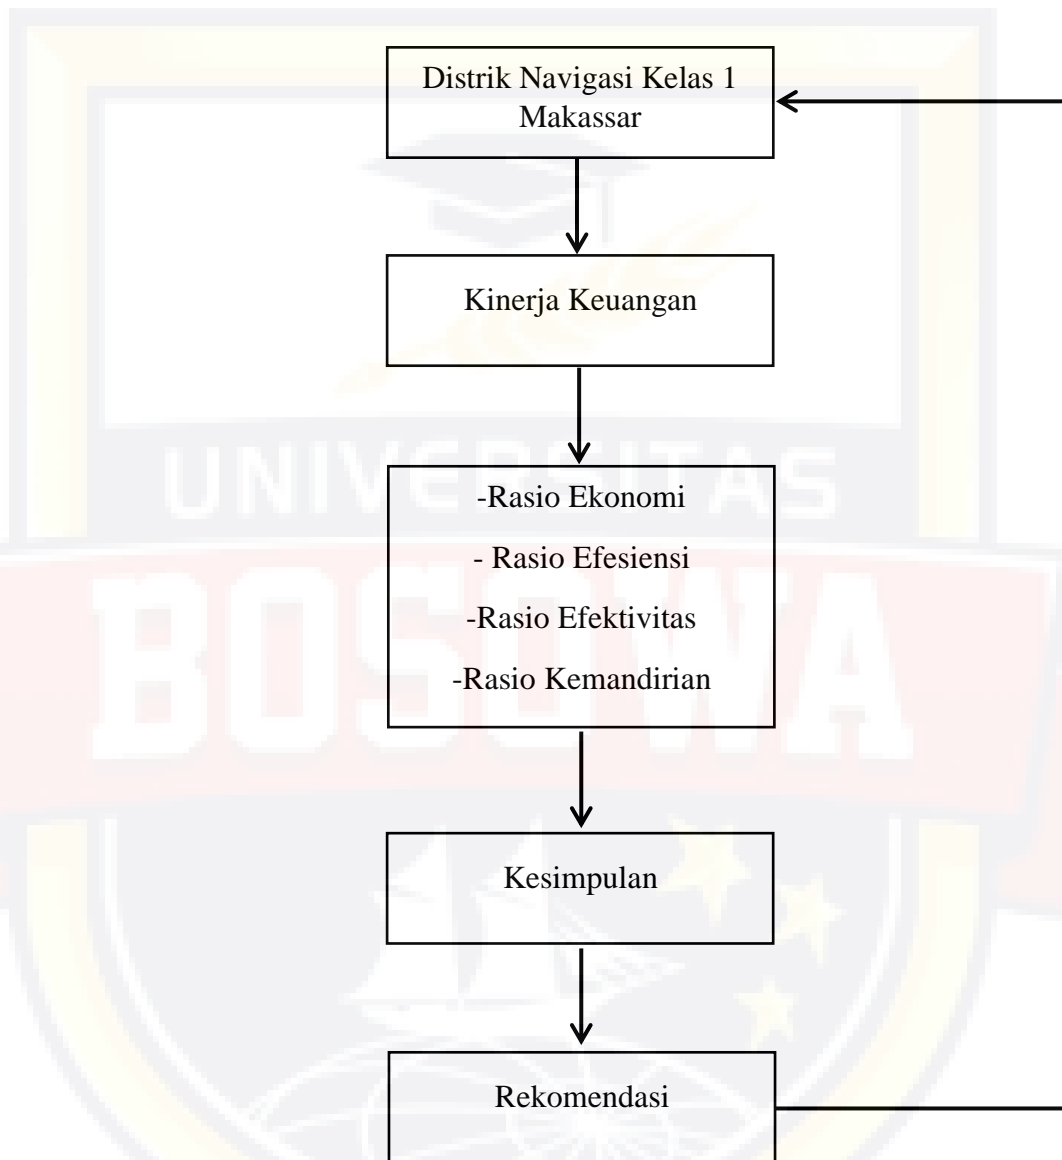 Distrik Navigasi Kelas 1
Makassar
Kinerja Keuangan
UNIVERSITAS
-Rasio Ekonomi
- Rasio Efesiensi
-Rasio Efektivitas
-Rasio Kemandirian
BOSOWA
Kesimpulan
Rekomendasi